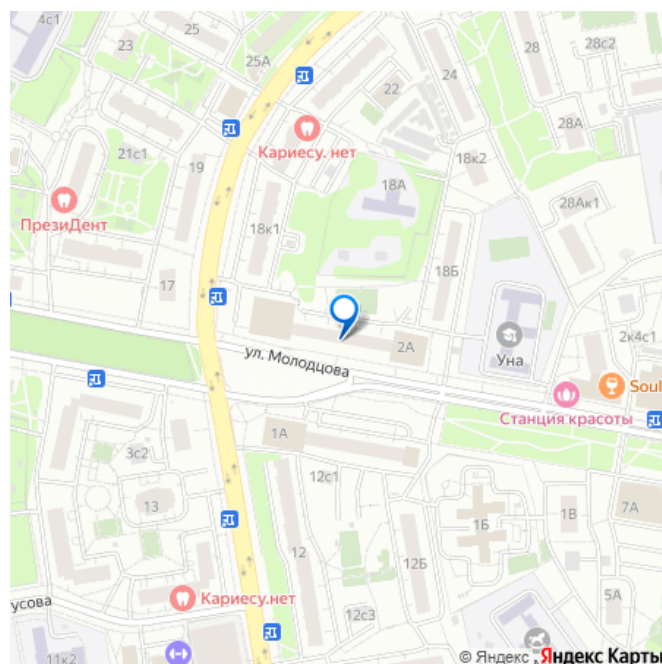 4с1
25
23
25А
28
28с2
24
22
28А
Кариесу. нет
21с1
19
18к2
18А
ПрезиДент
28Ак1
18к1
18Б
17
2А
Уна
2к4с1
ул. Молодцова
Soul
Станция красоты
1А
3с2
12с1
13
1Б
1В
7А
12
12Б
усова
Кариесу.нет
12с3
5А
11к2
© Яндекс Яндекс Карты